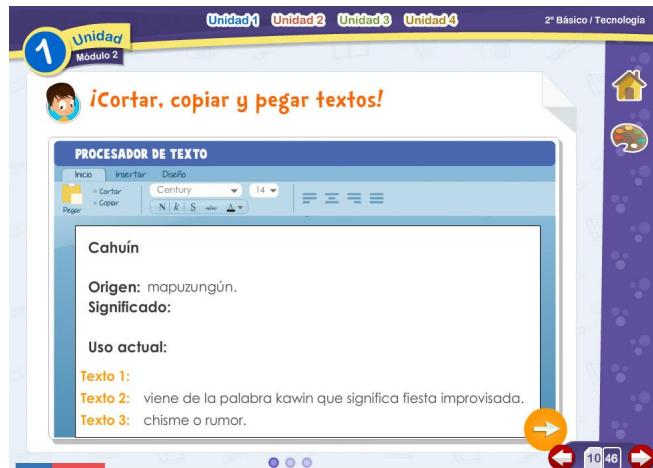 Unidad 1 Unidad 2 Unidad 3 Unidad 4
2º Básico / Tecnología
1 Unidad
Módulo 2
¡Cortar, copiar y pegar textos!
PROCESADOR DE TEXTO
Inicio Insertar Diseño
Pegar
Cortar
Copiar
Century 14
N k S abc A
Cahuín
Origen: mapuzungún.
Significado:
Uso actual:
Texto 1:
Texto 2: viene de la palabra kawin que significa fiesta improvisada.
Texto 3: chisme o rumor.
10 46